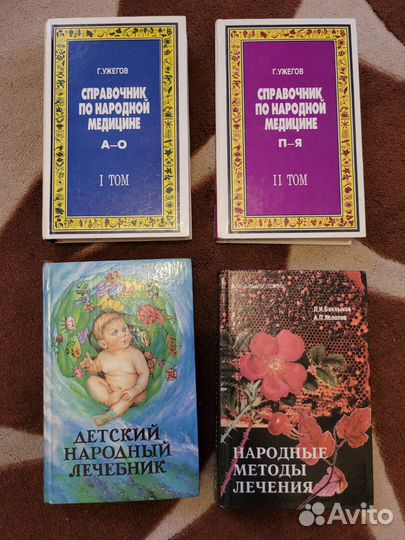 Г. УЖЕГОВ
СПРАВОЧНИК
ПО НАРОДНОЙ
МЕДИЦИНЕ
А—О
I ТОМ
Г. УЖЕГОВ
СПРАВОЧНИК
ПО НАРОДНОЙ
МЕДИЦИНЕ
П—Я
II ТОМ
ДЕТСКИЙ
НАРОДНЫЙ
ЛЕЧЕБНИК
А.П.Холопов
НАРОДНЫЕ
МЕТОДЫ
ЛЕЧЕНИЯ
Avito